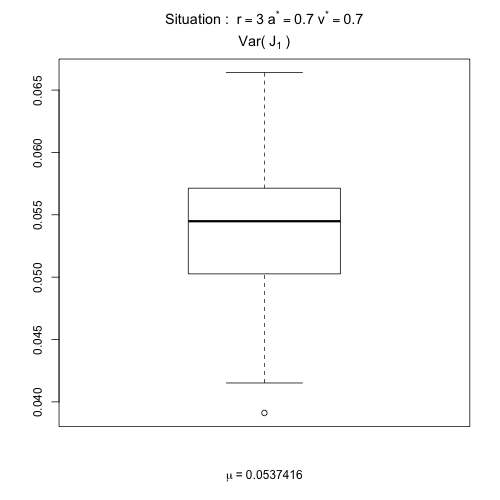 Situation : r = 3 a* = 0.7 v* = 0.7
Var( J1 )
0.065
0.060
0.055
0.050
0.045
0.040
μ = 0.0537416